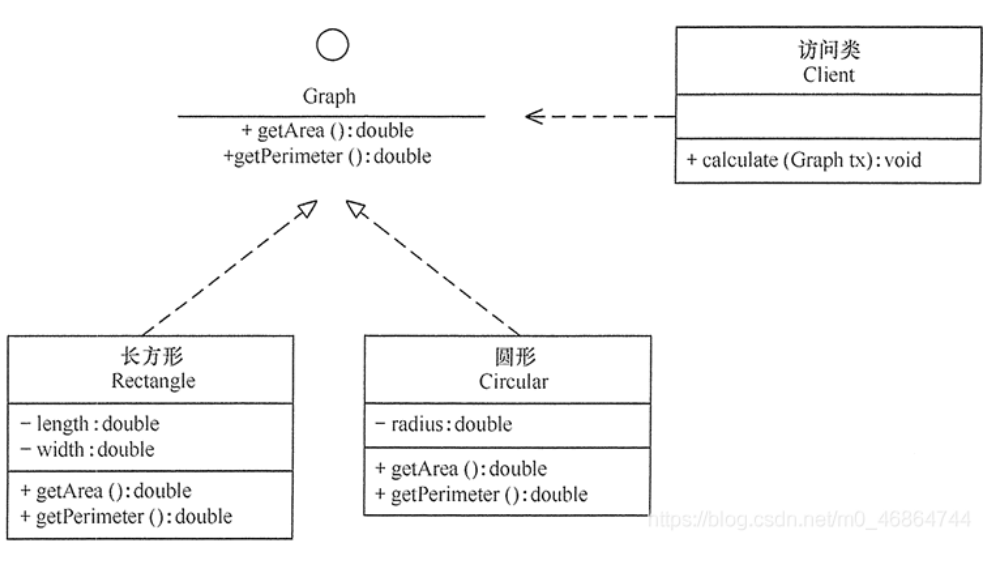 Graph
+ getArea ():double
+getPerimeter ():double
访问类
Client
+ calculate (Graph tx):void
长方形
Rectangle
− length:double
− width:double
+ getArea ():double
+ getPerimeter ():double
圆形
Circular
− radius:double
+ getArea ():double
+ getPerimeter ():double
https://blog.csdn.net/m0_46864744